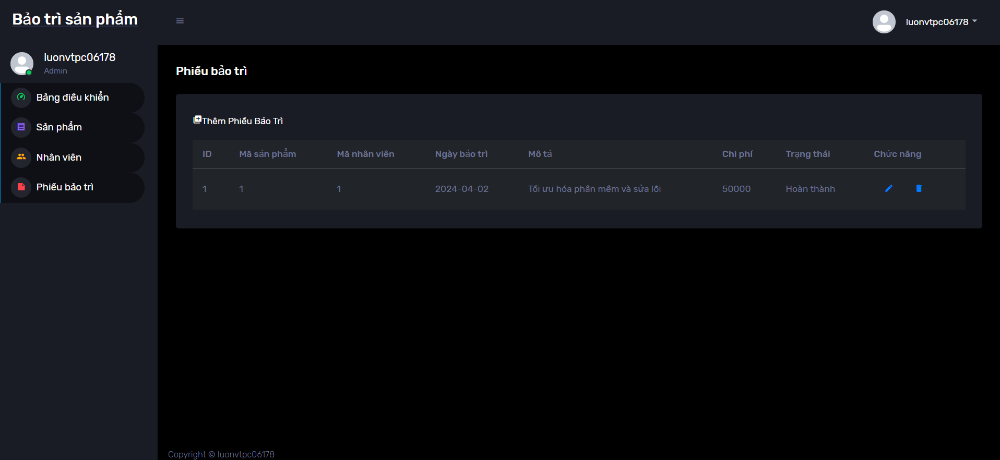 Bảo trì sản phẩm
luonvtpc06178
luonvtpc06178
Admin
Bảng điều khiển
Sản phẩm
Nhân viên
Phiếu bảo trì
Phiếu bảo trì
Thêm Phiếu Bảo Trì
ID Mã sản phẩm Mã nhân viên Ngày bảo trì Mô tả Chi phí Trạng thái Chức năng
1 1 1 2024-04-02 Tối ưu hóa phần mềm và sửa lỗi 50000 Hoàn thành
Copyright © luonvtpc06178